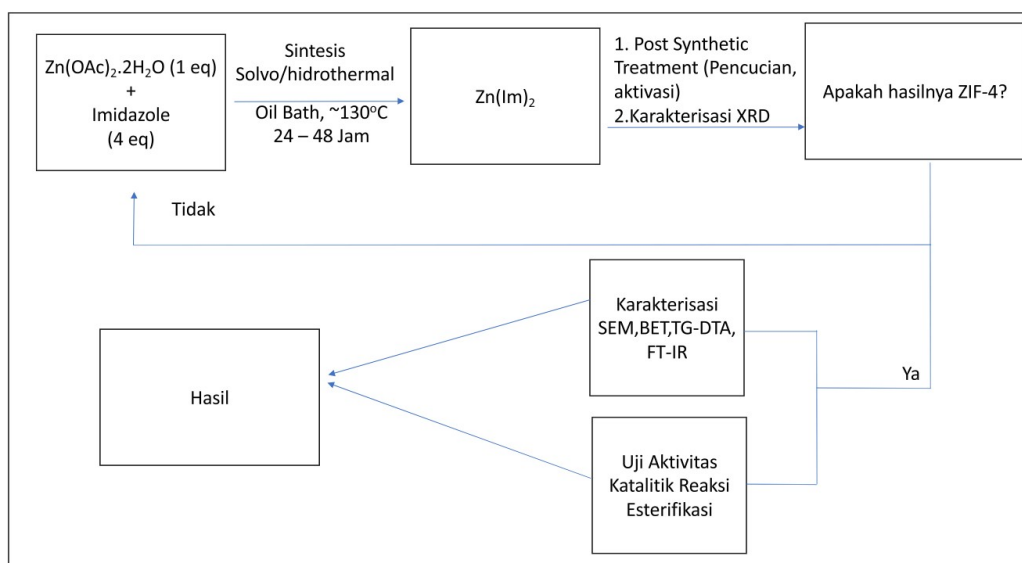 Zn(OAc)₂.2H₂O (1 eq)
+
Imidazole
(4 eq)
Sintesis
Solvo/hidrothermal
Oil Bath, ~130°C
24 – 48 Jam
Zn(Im)₂
1. Post Synthetic
Treatment (Pencucian,
aktivasi)
2.Karakterisasi XRD
Apakah hasilnya ZIF-4?
Tidak
Karakterisasi
SEM,BET,TG-DTA,
FT-IR
Ya
Hasil
Uji Aktivitas
Katalitik Reaksi
Esterifikasi